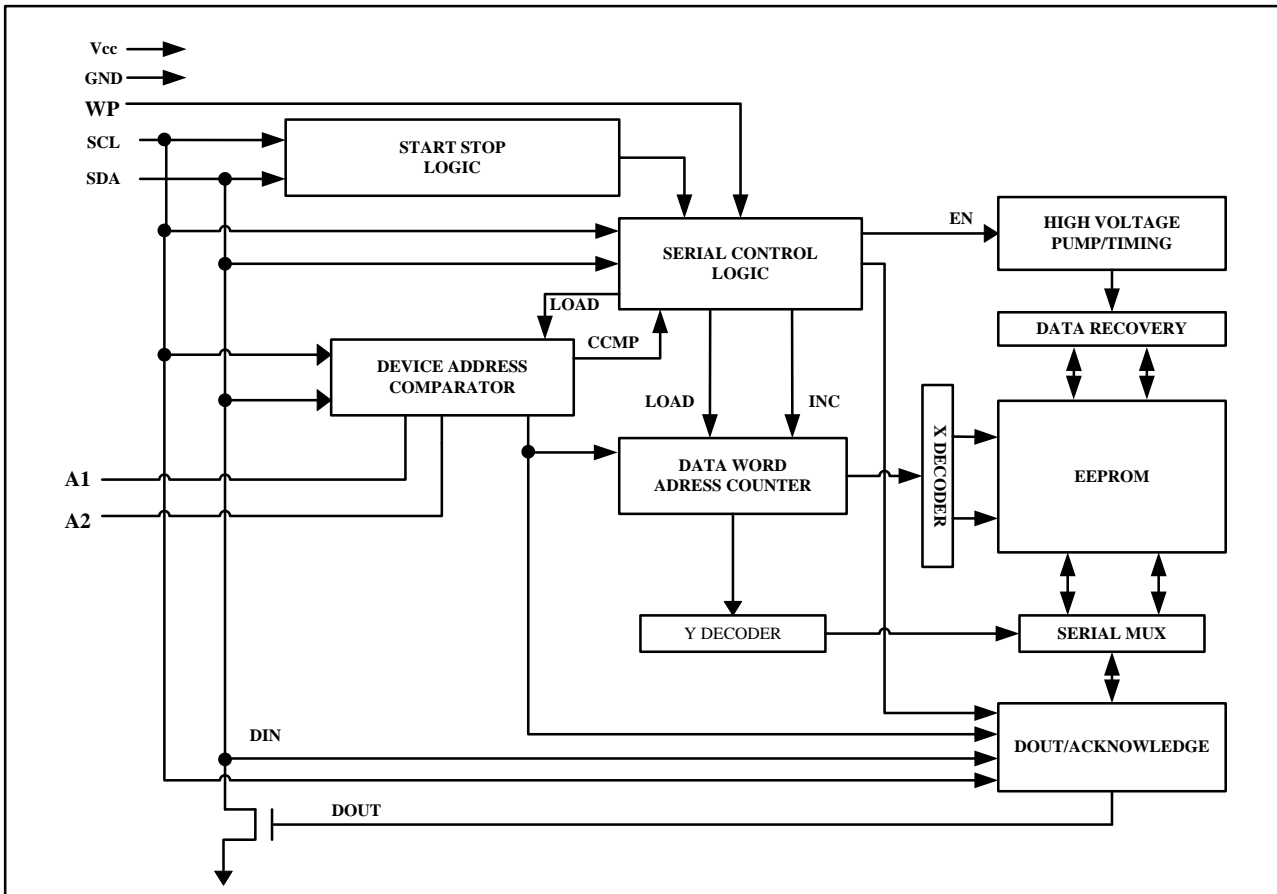 Vcc
GND
WP
SCL
SDA
START STOP
LOGIC
SERIAL CONTROL
LOGIC
EN
HIGH VOLTAGE
PUMP/TIMING
DATA RECOVERY
LOAD
CCMP
DEVICE ADDRESS
COMPARATOR
LOAD
INC
A1
A2
DATA WORD
ADRESS COUNTER
X DECODER
EEPROM
Y DECODER
SERIAL MUX
DIN
DOUT/ACKNOWLEDGE
DOUT